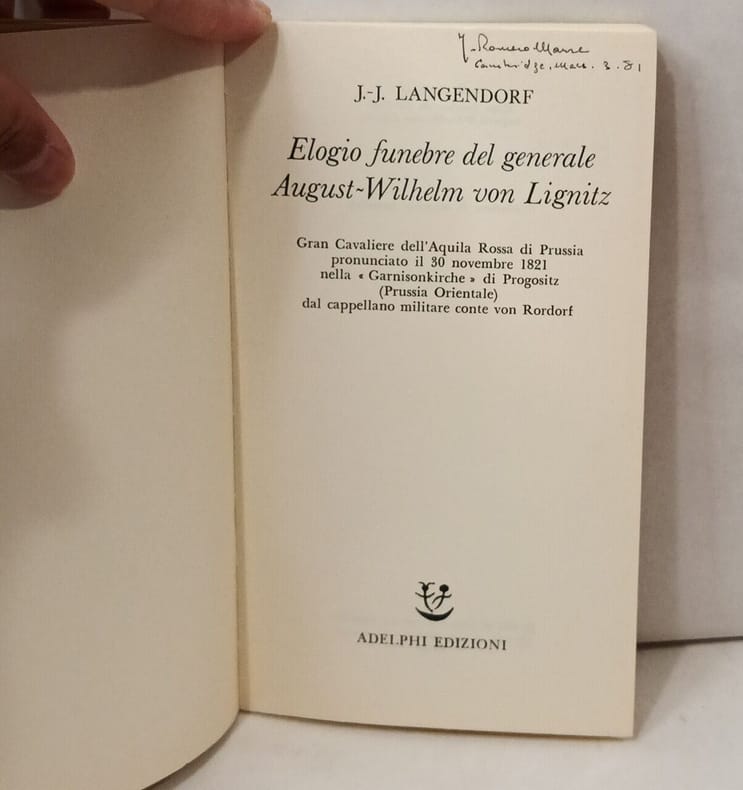 J. Romero Maure
Cambridge, Mass. 3. 81
J.-J. LANGENDORF
Elogio funebre del generale
August-Wilhelm von Lignitz
Gran Cavaliere dell'Aquila Rossa di Prussia
pronunciato il 30 novembre 1821
nella « Garnisonkirche » di Progositz
(Prussia Orientale)
dal cappellano militare conte von Rordorf
ADELPHI EDIZIONI